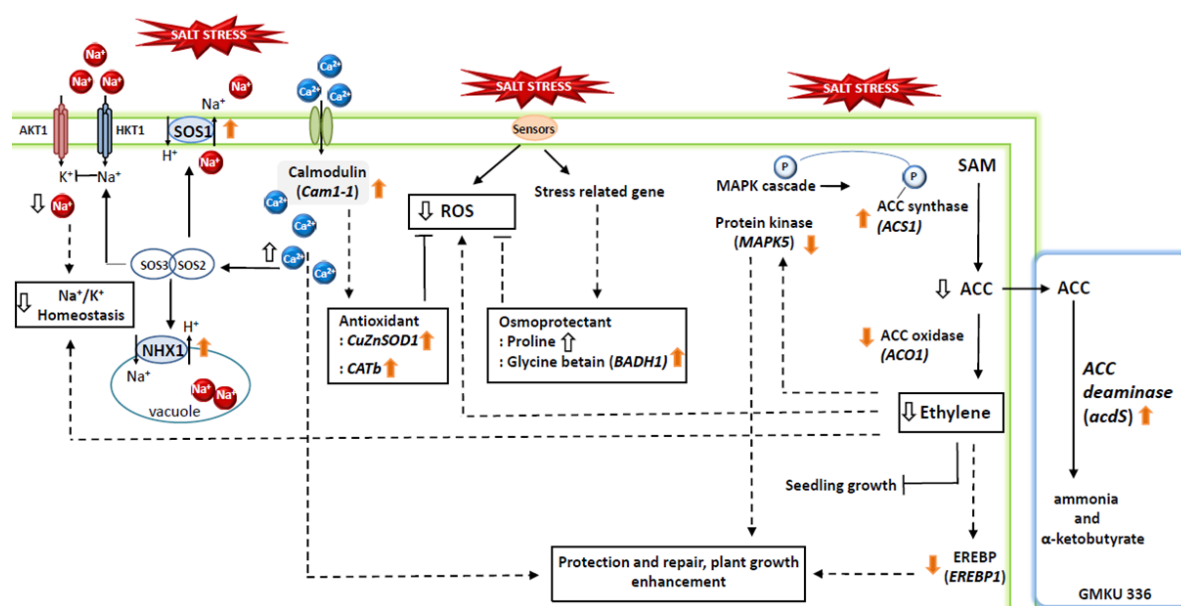 SALT STRESS
SALT STRESS
SALT STRESS
Na⁺
Na⁺
Na⁺
Na⁺
Na⁺
Ca²⁺
Ca²⁺
Ca²⁺
Ca²⁺
AKT1
HKT1
SOS1
H⁺
Na⁺
K⁺
Na⁺
Na⁺
Sensors
Calmodulin
(Cam1-1)
Ca²⁺
Ca²⁺
Ca²⁺
Ca²⁺
SOS3
SOS2
Na⁺/K⁺
Homeostasis
NHX1
H⁺
Na⁺
Na⁺
Na⁺
vacuole
ROS
Stress related gene
Antioxidant
: CuZnSOD1
: CATb
Osmoprotectant
: Proline
: Glycine betain (BADH1)
P
P
MAPK cascade
SAM
ACC synthase
(ACS1)
Protein kinase
(MAPK5)
ACC
ACC oxidase
(ACO1)
Ethylene
Seedling growth
EREBP
(EREBP1)
Protection and repair, plant growth
enhancement
ACC
ACC
deaminase
(acdS)
ammonia
and
α-ketobutyrate
GMKU 336